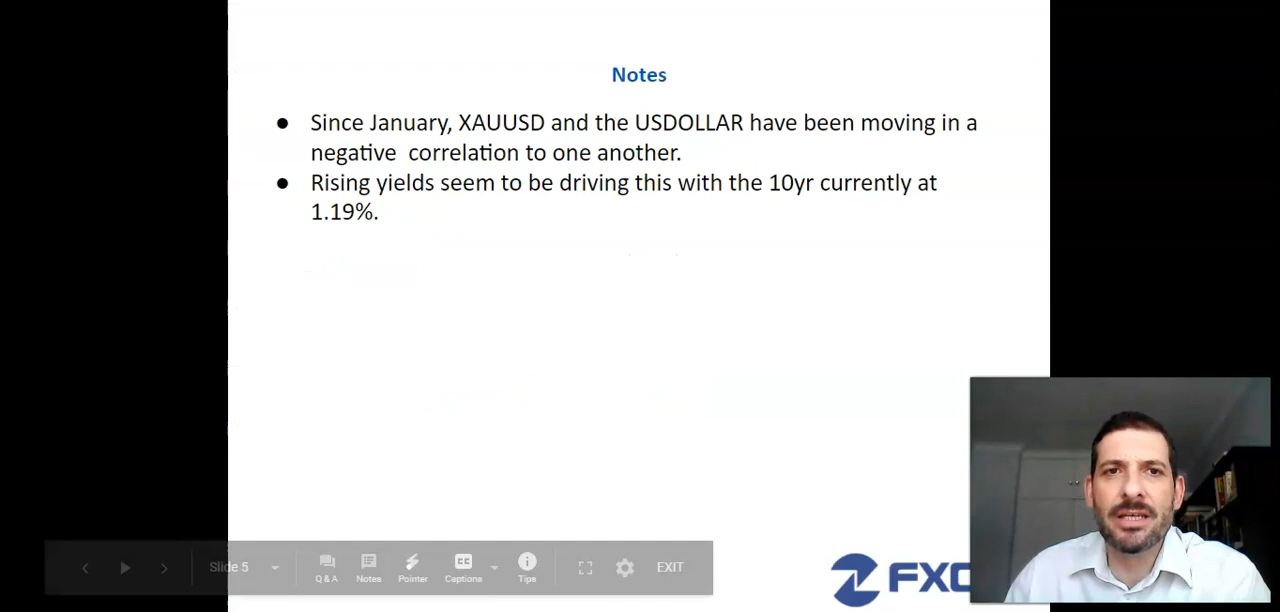 Notes
● Since January, XAUUSD and the USDOLLAR have been moving in a
negative  correlation to one another.
● Rising yields seem to be driving this with the 10yr currently at
1.19%.
Slide 5
Q & A
Notes
Pointer
CC
Captions
Tips
EXIT
FXC